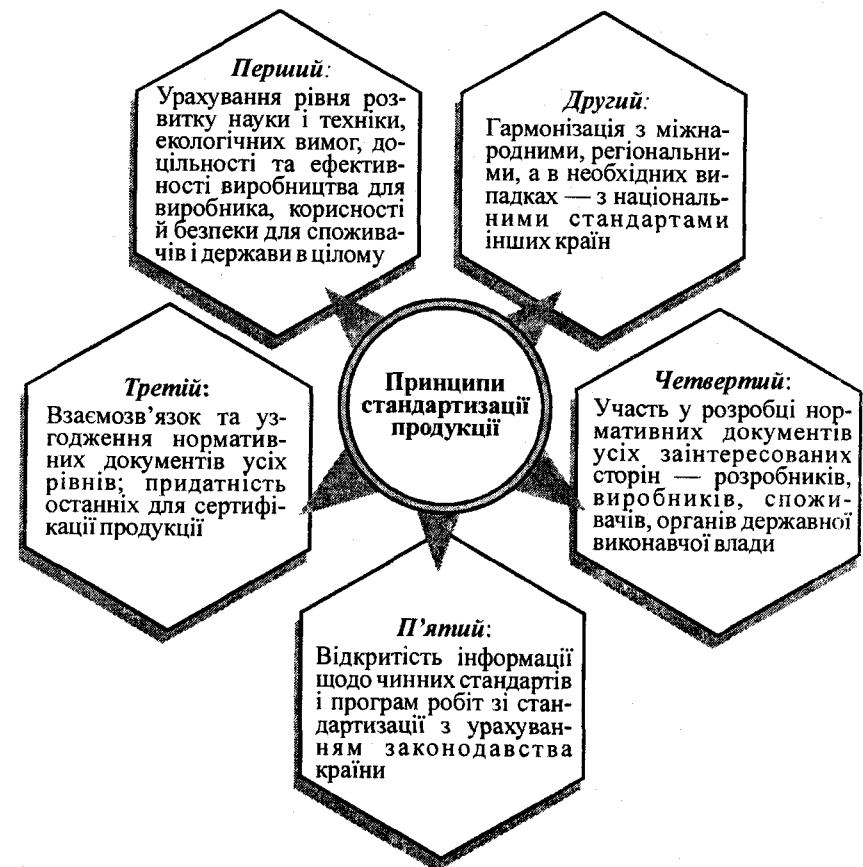 Перший:
Урахування рівня роз-
витку науки і техніки,
екологічних вимог, до-
цільності та ефектив-
ності виробництва для
виробника, корисності
й безпеки для спожива-
чів і держави в цілому
Другий:
Гармонізація з міжна-
родними, регіональни-
ми, а в необхідних ви-
падках — з національ-
ними стандартами
інших країн
Принципи
стандартизації
продукції
Третій:
Взаємозв’язок та уз-
годження норматив-
них документів усіх
рівнів; придатність
останніх для сертифі-
кації продукції
Четвертий:
Участь у розробці нор-
мативних документів
усіх заінтересованих
сторін — розробників,
виробників, спожи-
вачів, органів державної
виконавчої влади
П’ятий:
Відкритість інформації
щодо чинних стандартів
і програм робіт зі стан-
дартизації з урахуван-
ням законодавства
країни